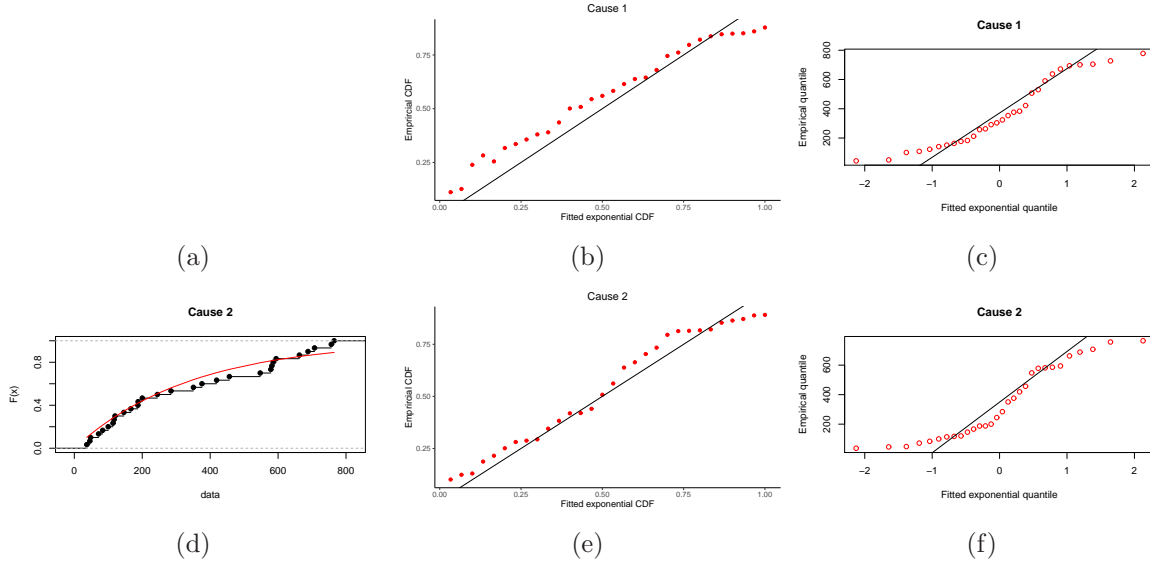 Cause 1
Emprircial CDF
0.75
0.50
0.25
0.00
0.25
0.50
0.75
1.00
Fitted exponential CDF
Cause 1
Empirical quantile
800
600
400
200
−2
−1
0
1
2
Fitted exponential quantile
(a)
(b)
(c)
Cause 2
F(x)
0.8
0.4
0.0
0
200
400
600
800
data
Cause 2
Emprircial CDF
0.75
0.50
0.25
0.00
0.25
0.50
0.75
1.00
Fitted exponential CDF
Cause 2
Empirical quantile
600
400
200
−2
−1
0
1
2
Fitted exponential quantile
(d)
(e)
(f)